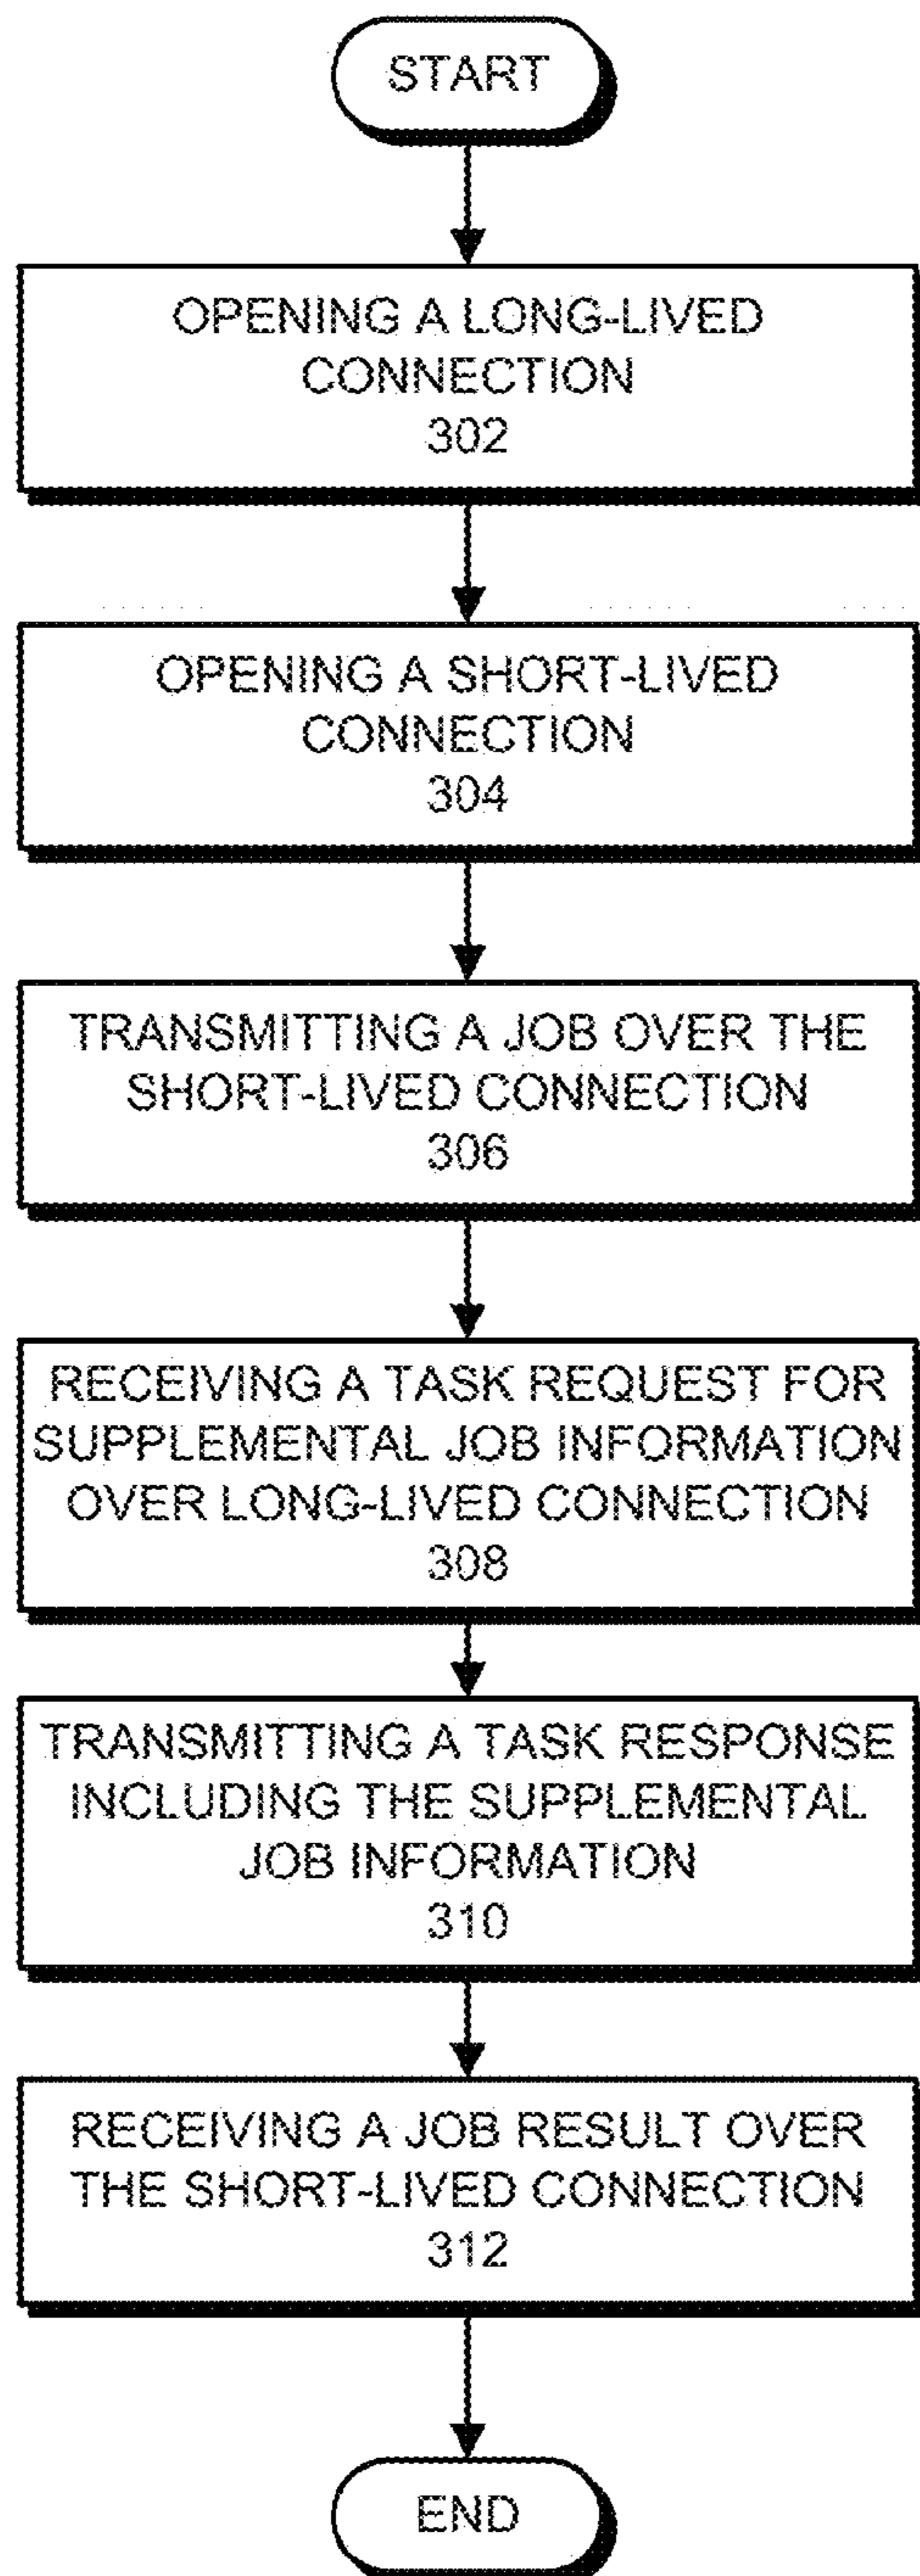 START
OPENING A LONG-LIVED
CONNECTION
302
OPENING A SHORT-LIVED
CONNECTION
304
TRANSMITTING A JOB OVER THE
SHORT-LIVED CONNECTION
306
RECEIVING A TASK REQUEST FOR
SUPPLEMENTAL JOB INFORMATION
OVER LONG-LIVED CONNECTION
308
TRANSMITTING A TASK RESPONSE
INCLUDING THE SUPPLEMENTAL
JOB INFORMATION
310
RECEIVING A JOB RESULT OVER
THE SHORT-LIVED CONNECTION
312
END